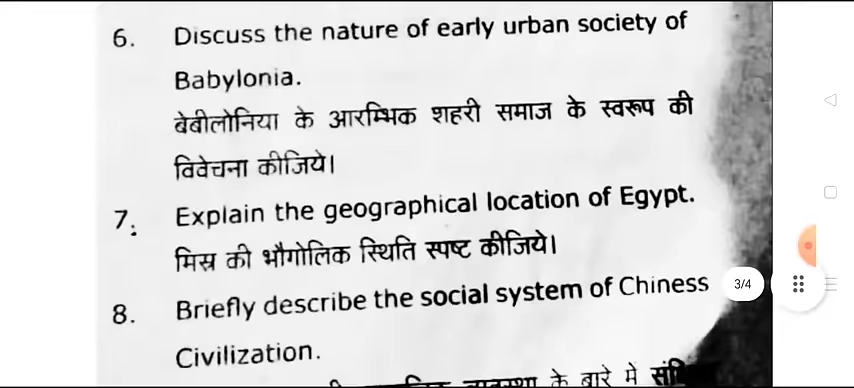 6. Discuss the nature of early urban society of
Babylonia.
बेबीलोनिया के आरम्भिक शहरी समाज के स्वरूप की
विवेचना कीजिये।
7. Explain the geographical location of Egypt.
मिस्र की भौगोलिक स्थिति स्पष्ट कीजिये।
8. Briefly describe the social system of Chiness
3/4
Civilization.
के बारे में